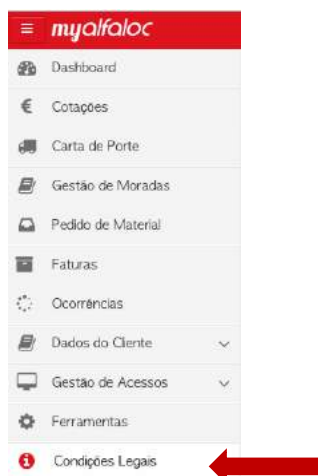 myalfaloc
Dashboard
Cotações
Carta de Porte
Gestão de Moradas
Pedido de Material
Faturas
Ocorrências
Dados do Cliente
Gestão de Acessos
Ferramentas
Condições Legais